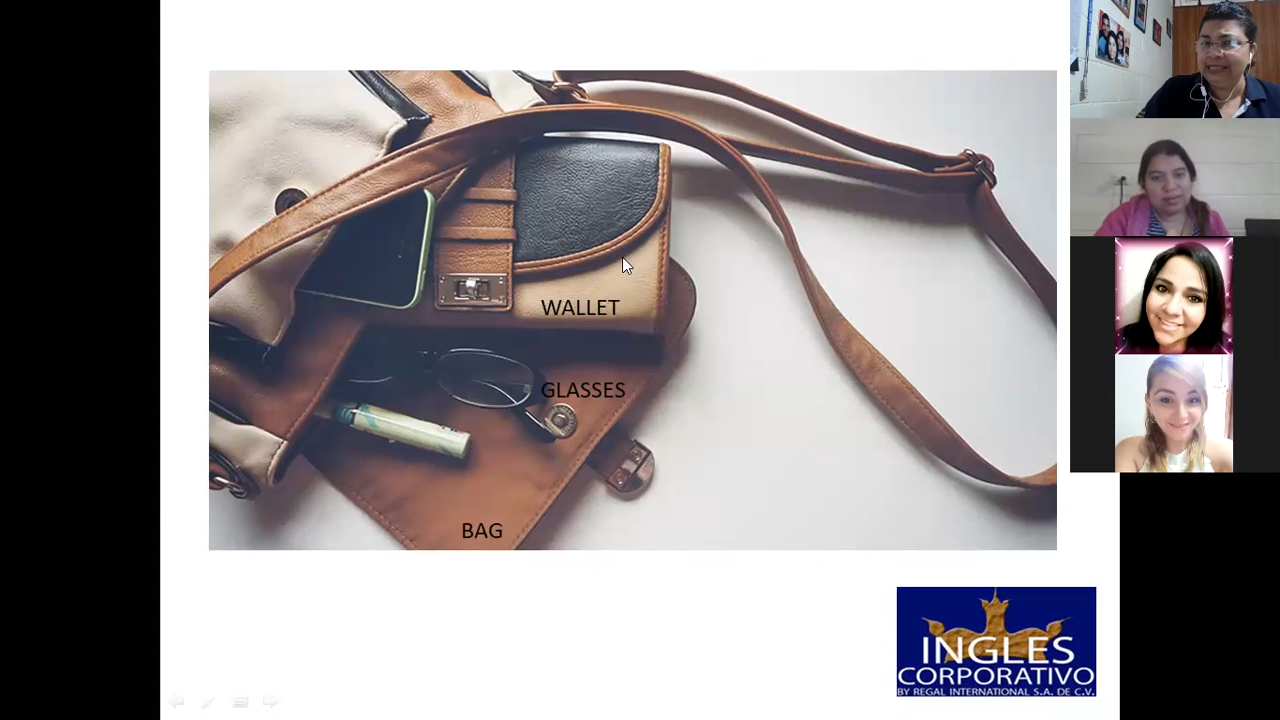 WALLET
GLASSES
BAG
INGLES
CORPORATIVO
BY REGAL INTERNATIONAL S.A. DE C.V.